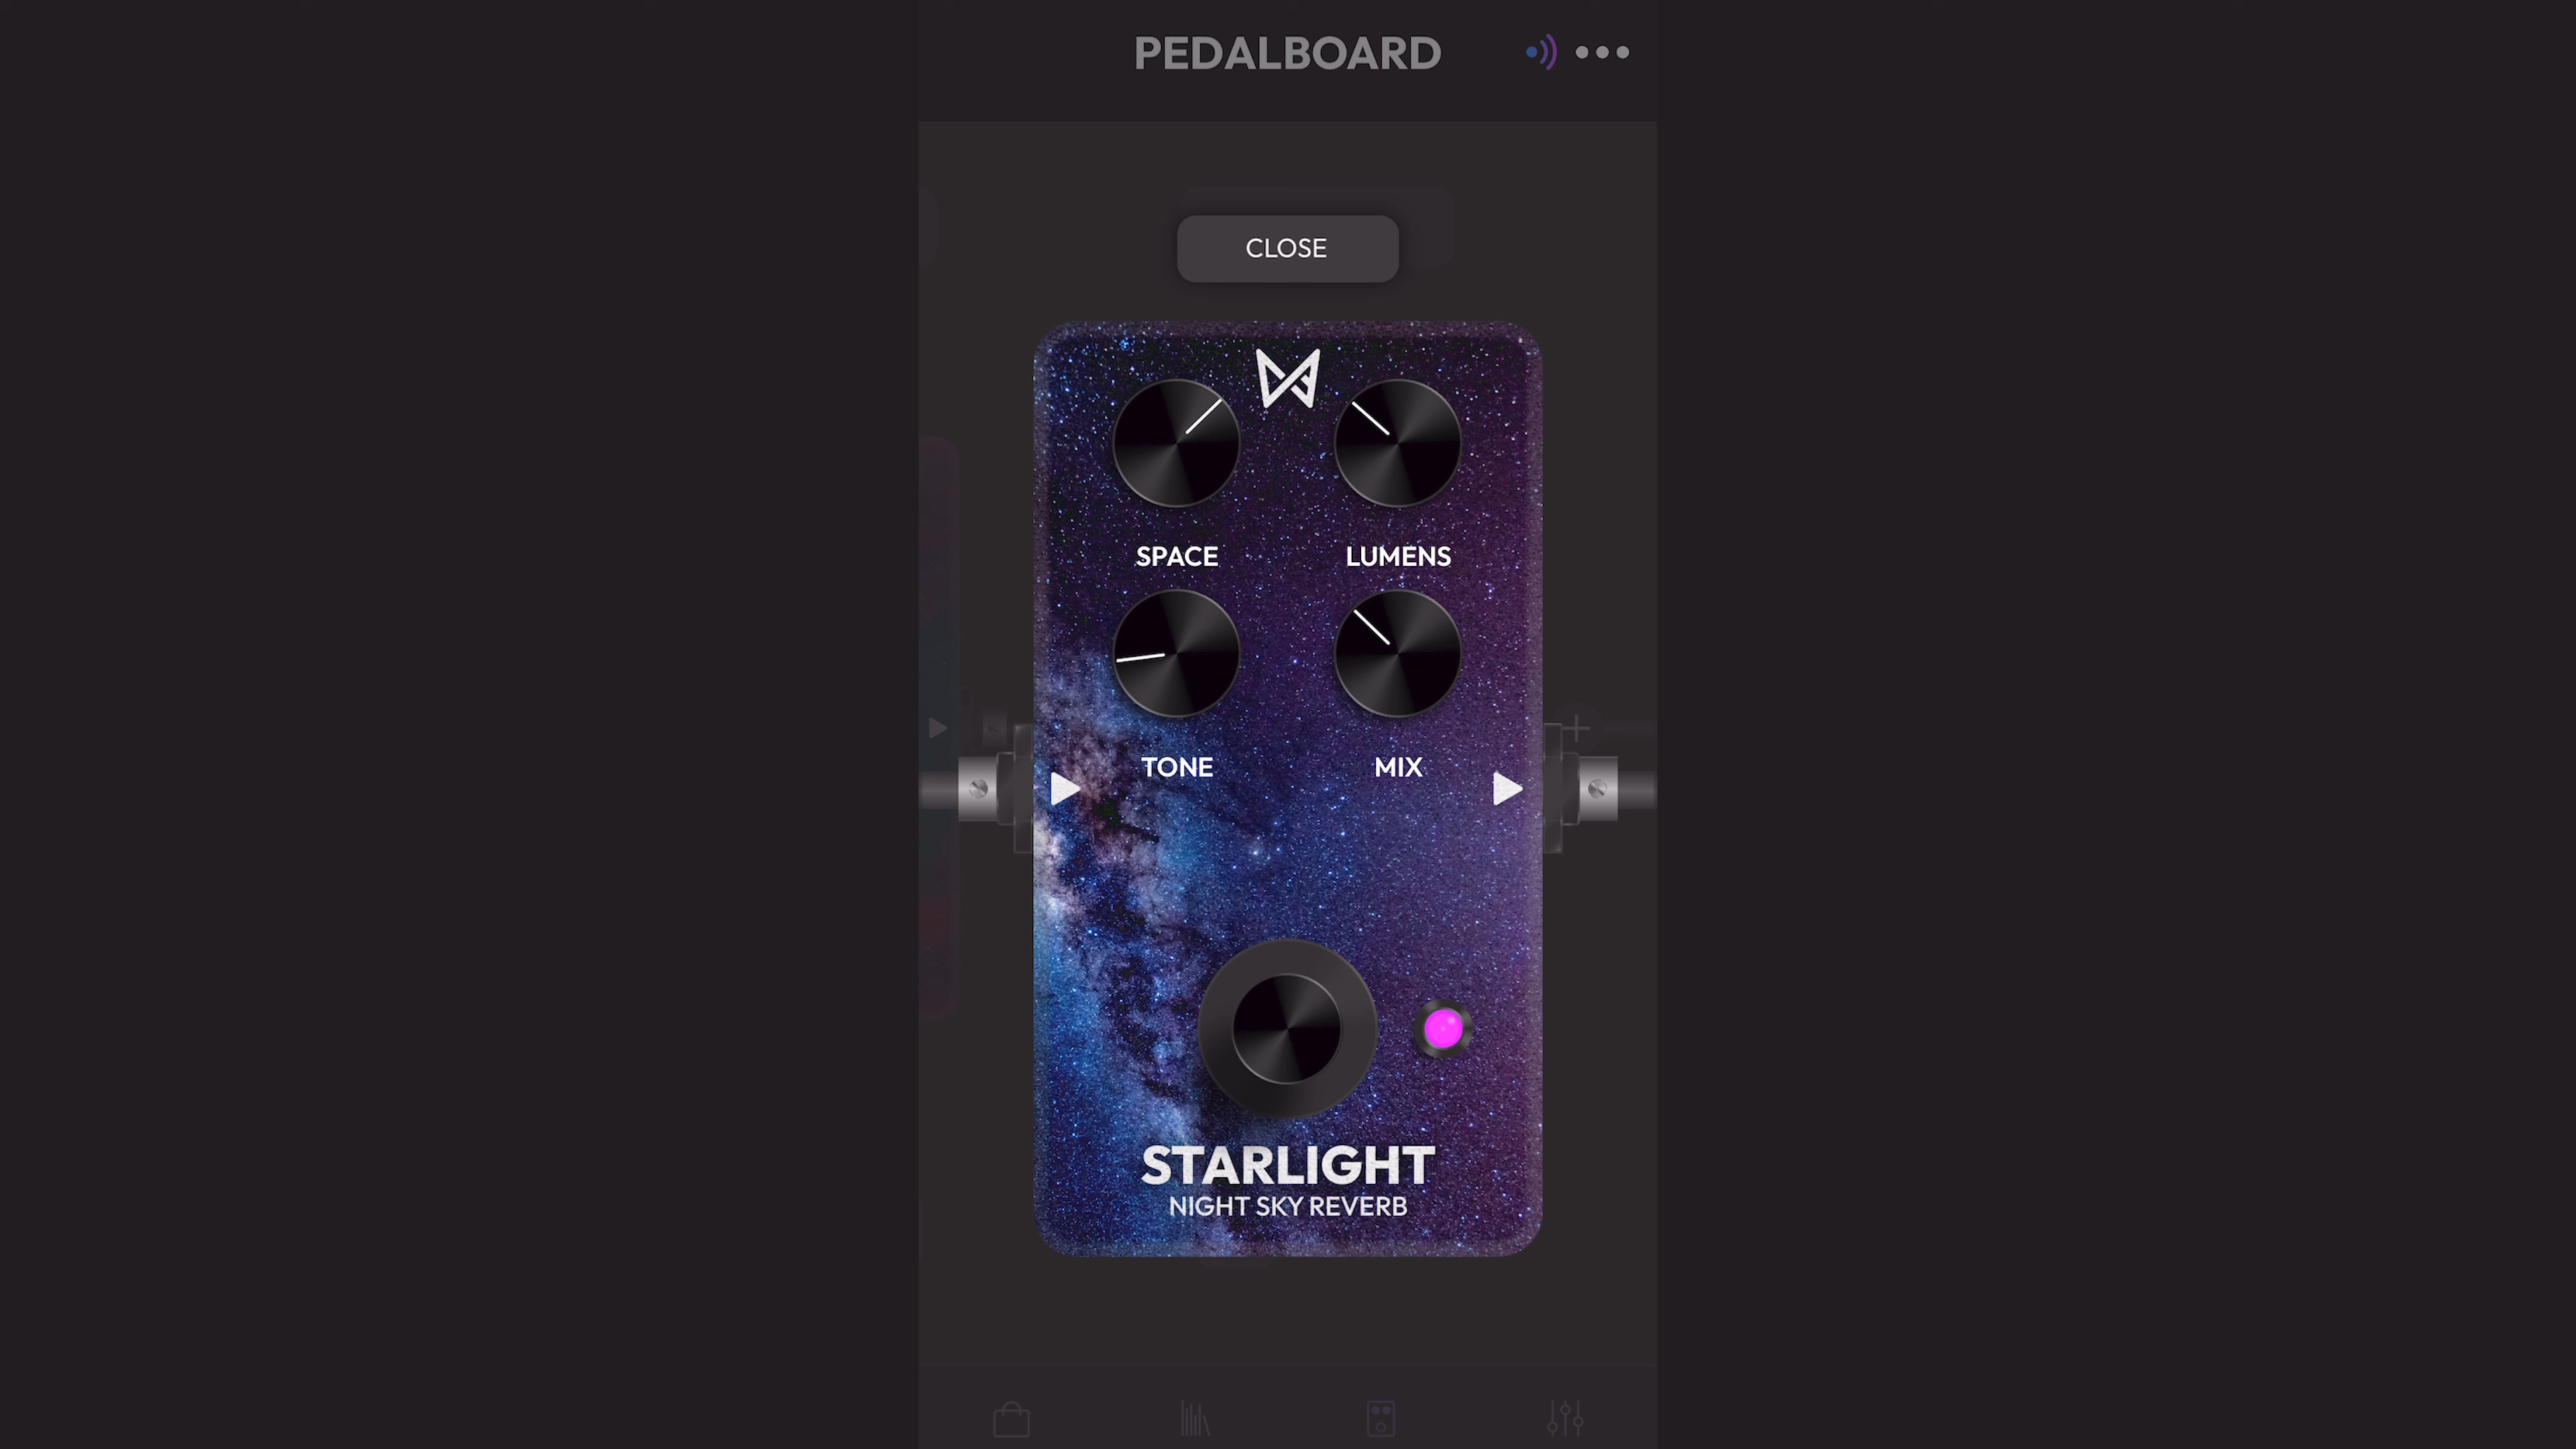 PEDALBOARD
CLOSE
SPACE
LUMENS
TONE
MIX
STARLIGHT
NIGHT SKY REVERB